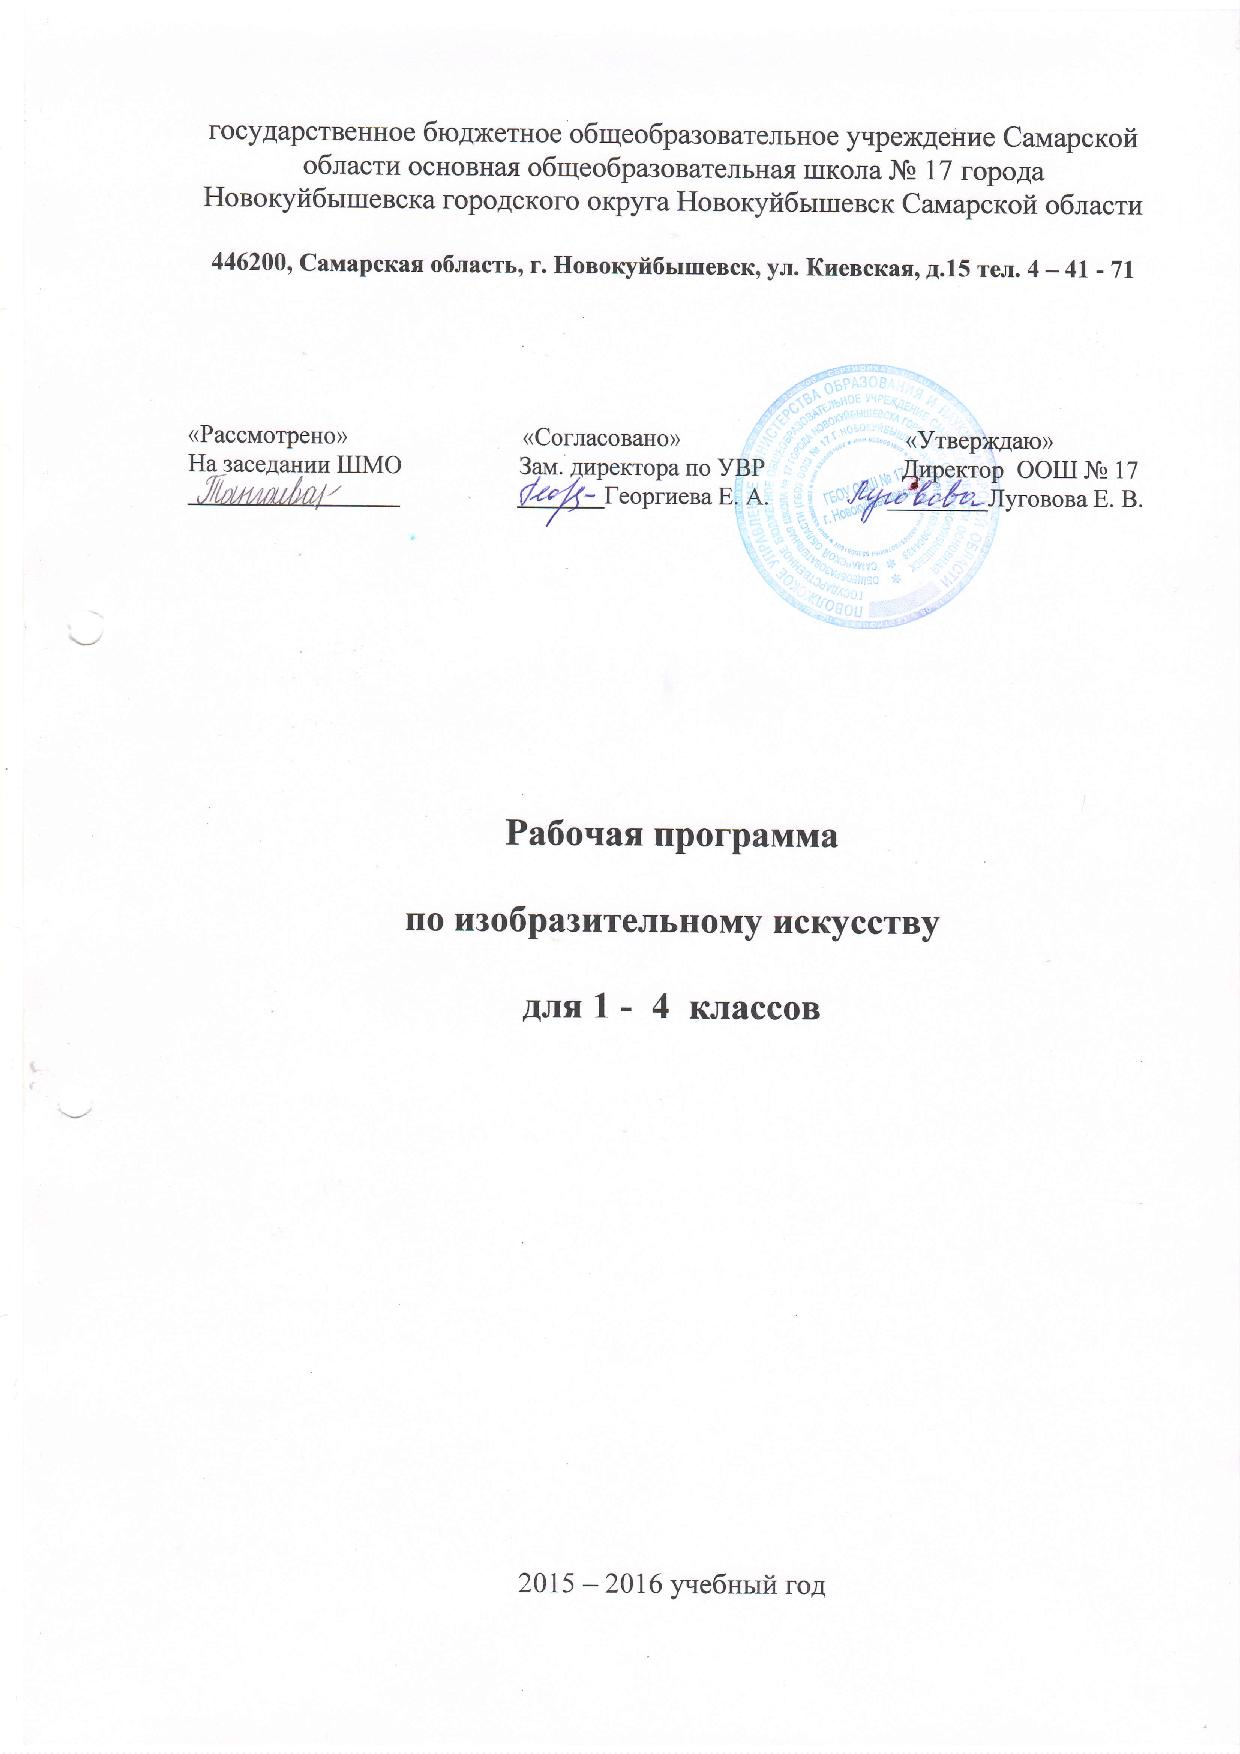 государственное бюджетное общеобразовательное учреждение Самарской
области основная общеобразовательная школа № 17 города
Новокуйбышевска городского округа Новокуйбышевск Самарской области
446200, Самарская область, г. Новокуйбышевск, ул. Киевская, д.15 тел. 4 – 41 - 71
«Рассмотрено» «Согласовано» «Утверждаю»
На заседании ШМО Зам. директора по УВР Директор ООШ № 17
Георгиева Е. А. Луговова Луговова Е. В.
Рабочая программа
по изобразительному искусству
для 1 - 4 классов
2015 – 2016 учебный год